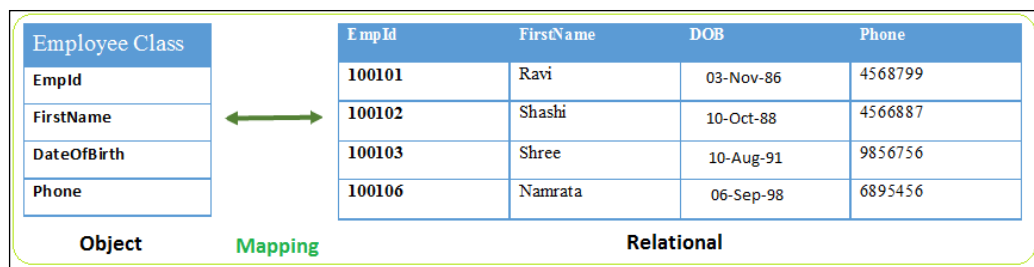 Employee Class
EmpId
FirstName
DateOfBirth
Phone
EmpId FirstName DOB Phone
100101 Ravi 03-Nov-86 4568799
100102 Shashi 10-Oct-88 4566887
100103 Shree 10-Aug-91 9856756
100106 Namrata 06-Sep-98 6895456
Object Mapping Relational